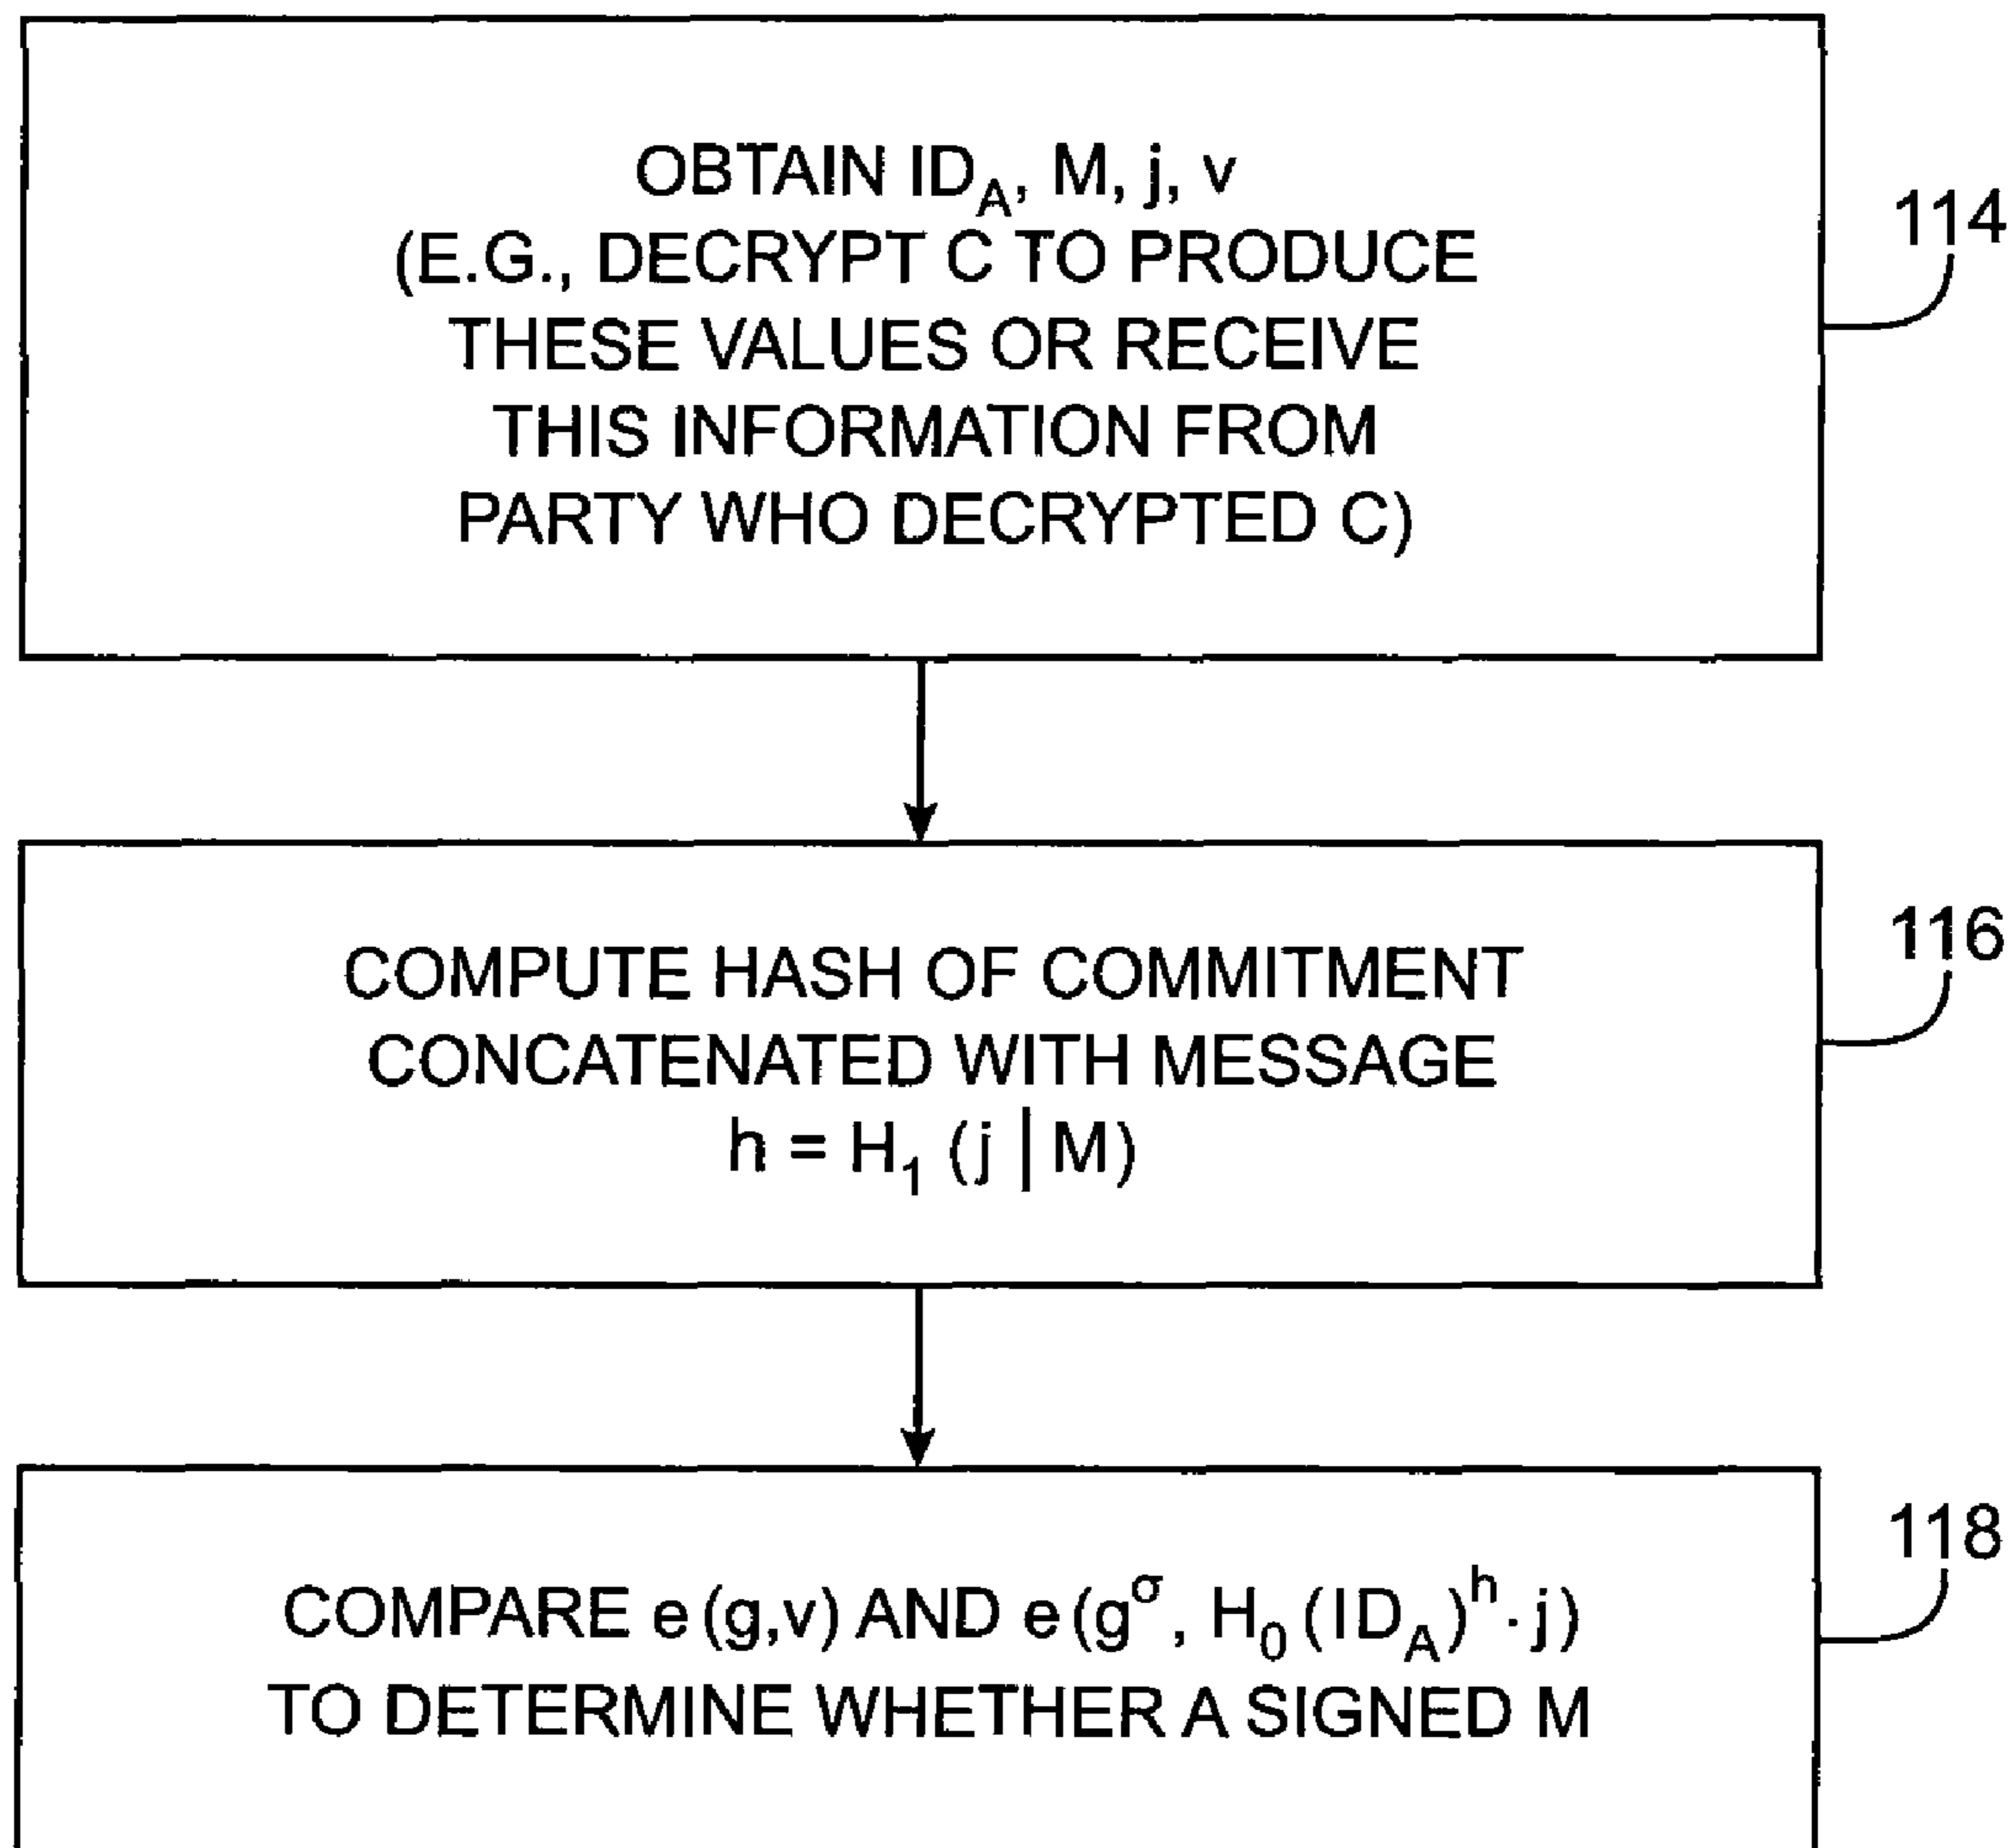 OBTAIN ID_A, M, j, v
(E.G., DECRYPT C TO PRODUCE
THESE VALUES OR RECEIVE
THIS INFORMATION FROM
PARTY WHO DECRYPTED C)
114
COMPUTE HASH OF COMMITMENT
CONCATENATED WITH MESSAGE
h = H_1 (j | M)
116
COMPARE e(g,v) AND e(g^σ, H_0(ID_A)^h · j)
TO DETERMINE WHETHER A SIGNED M
118